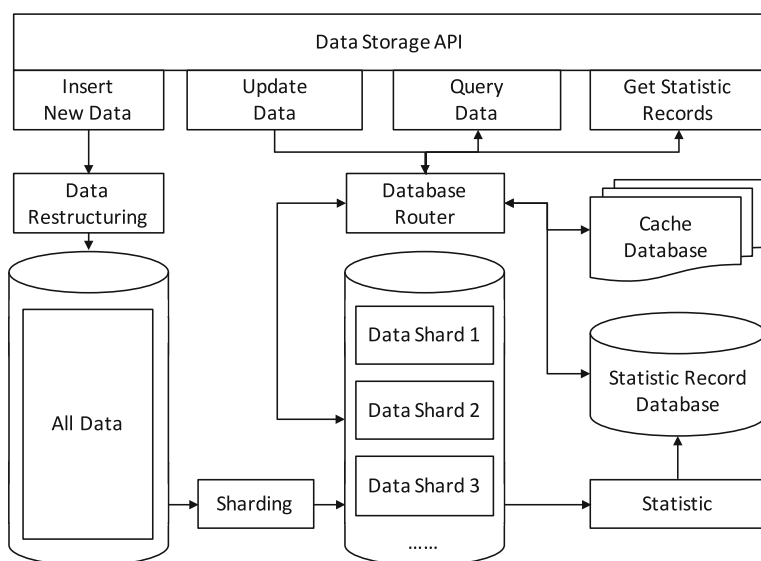 Data Storage API
Insert
New Data
Update
Data
Query
Data
Get Statistic
Records
Data
Restructuring
Database
Router
Cache
Database
Data Shard 1
Data Shard 2
Data Shard 3
......
All Data
Statistic Record
Database
Sharding
Statistic